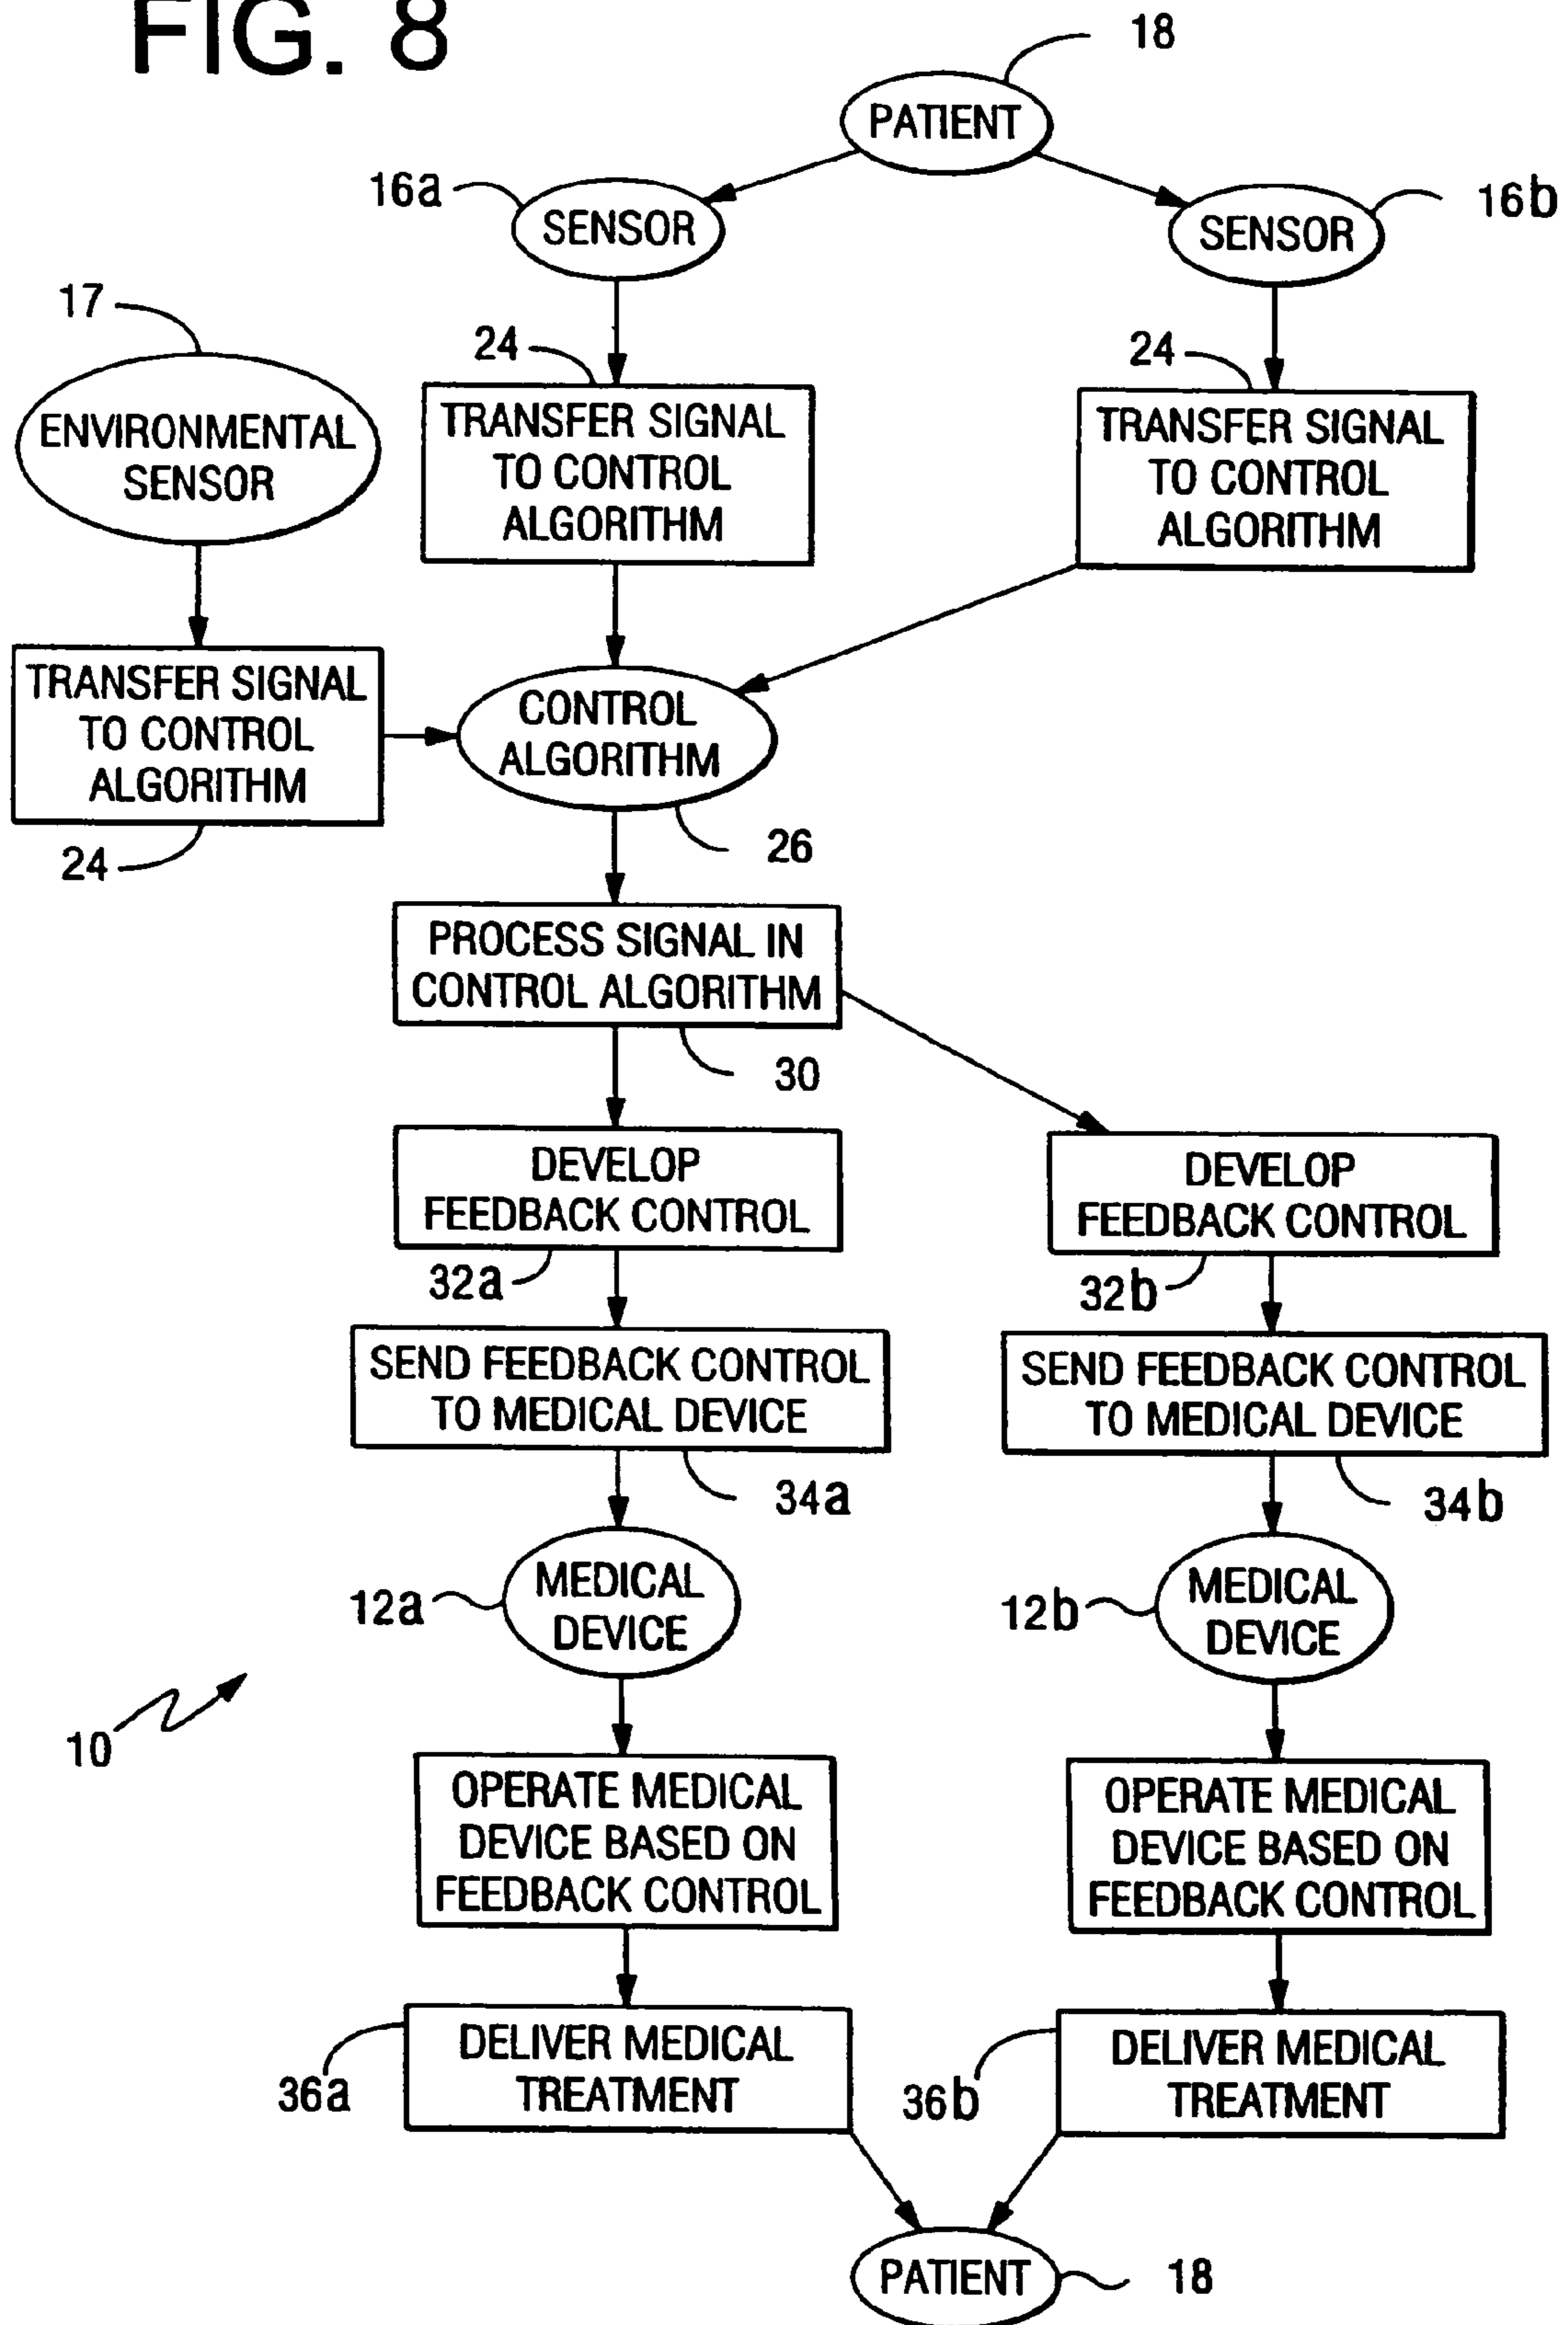 FIG. 8
18
PATIENT
16a
SENSOR
16b
SENSOR
17
ENVIRONMENTAL
SENSOR
24
TRANSFER SIGNAL
TO CONTROL
ALGORITHM
24
TRANSFER SIGNAL
TO CONTROL
ALGORITHM
TRANSFER SIGNAL
TO CONTROL
ALGORITHM
24
CONTROL
ALGORITHM
26
PROCESS SIGNAL IN
CONTROL ALGORITHM
30
DEVELOP
FEEDBACK CONTROL
32a
DEVELOP
FEEDBACK CONTROL
32b
SEND FEEDBACK CONTROL
TO MEDICAL DEVICE
34a
SEND FEEDBACK CONTROL
TO MEDICAL DEVICE
34b
12a
MEDICAL
DEVICE
12b
MEDICAL
DEVICE
10
OPERATE MEDICAL
DEVICE BASED ON
FEEDBACK CONTROL
OPERATE MEDICAL
DEVICE BASED ON
FEEDBACK CONTROL
36a
DELIVER MEDICAL
TREATMENT
36b
DELIVER MEDICAL
TREATMENT
PATIENT
18